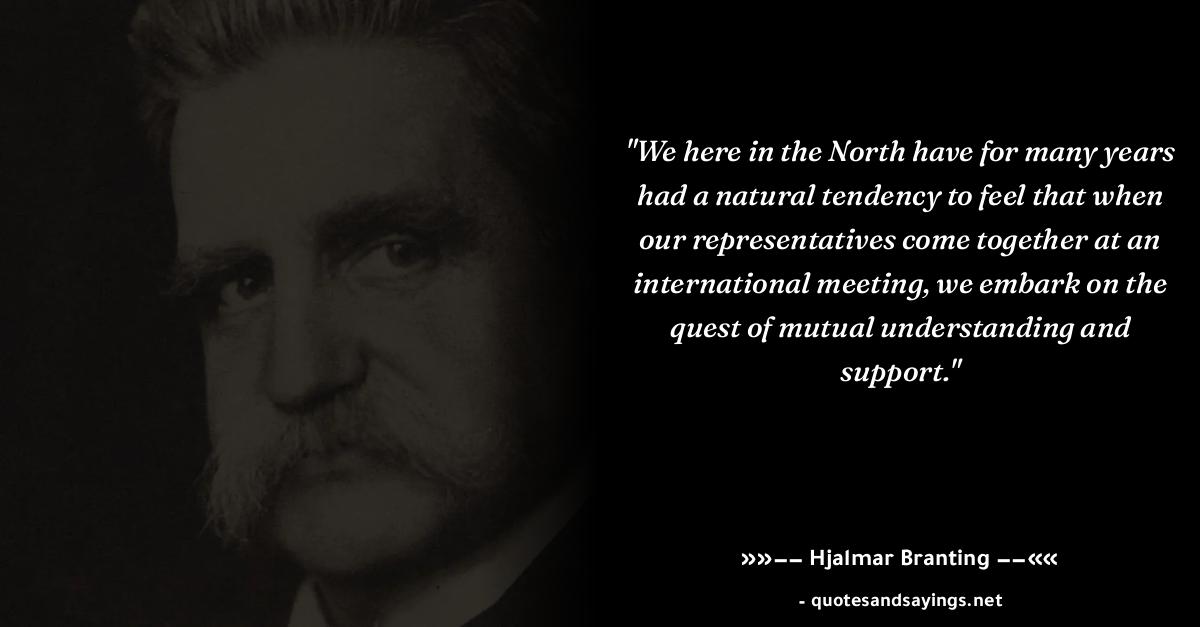 "We here in the North have for many years
had a natural tendency to feel that when
our representatives come together at an
international meeting, we embark on the
quest of mutual understanding and
support."
»»–– Hjalmar Branting ––««
- quotesandsayings.net